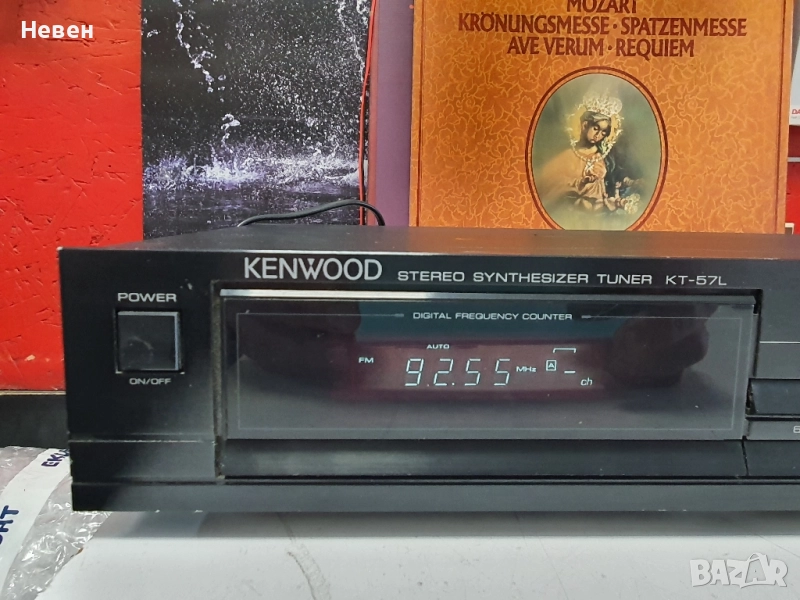 Невен
MOZART
KRÖNUNGSMESSE · SPATZENMESSE
AVE VERUM · REQUIEM
KENWOOD STEREO SYNTHESIZER TUNER KT-57L
POWER
ON/OFF
DIGITAL FREQUENCY COUNTER
AUTO
FM 92.55 MHz A - ch
BAZAR